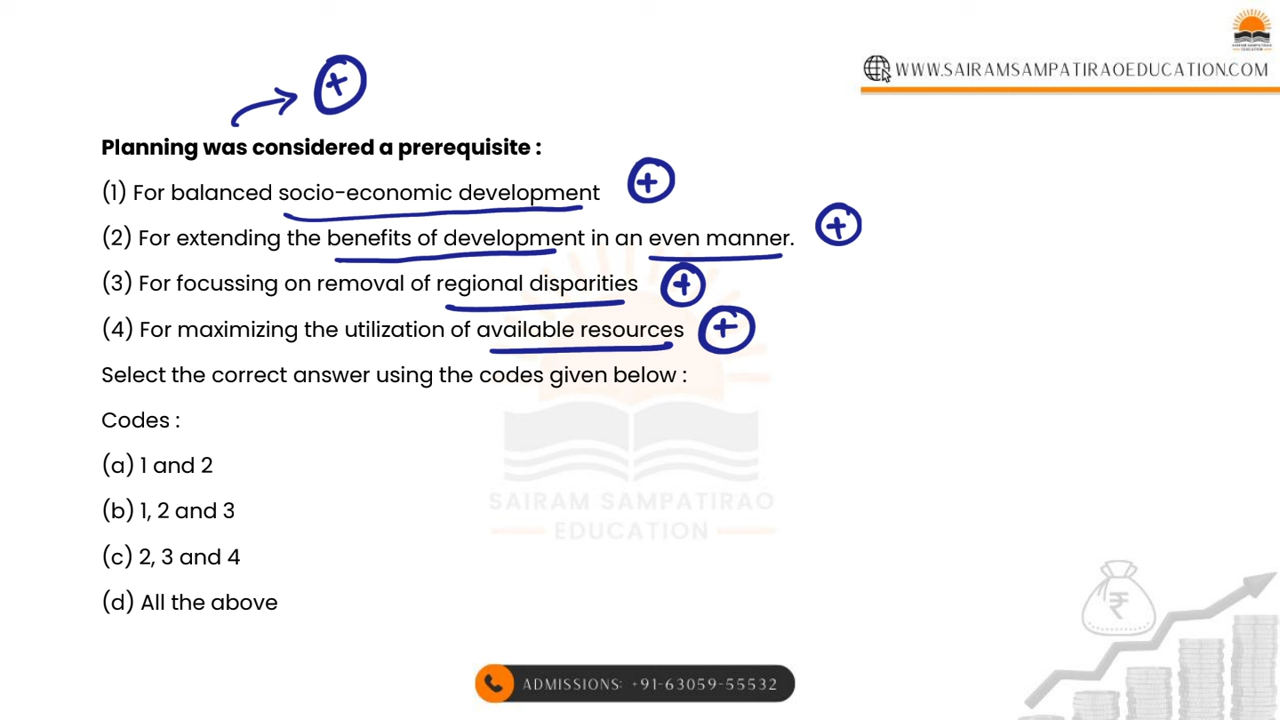 WWW.SAIRAMSAMPATIRAOEDUCATION.COM
+
Planning was considered a prerequisite :
(1) For balanced socio-economic development +
(2) For extending the benefits of development in an even manner. +
(3) For focussing on removal of regional disparities +
(4) For maximizing the utilization of available resources +
Select the correct answer using the codes given below :
Codes :
(a) 1 and 2
(b) 1, 2 and 3
(c) 2, 3 and 4
(d) All the above
SAIRAM SAMPATIRAO
EDUCATION
₹
ADMISSIONS: +91-63059-55532